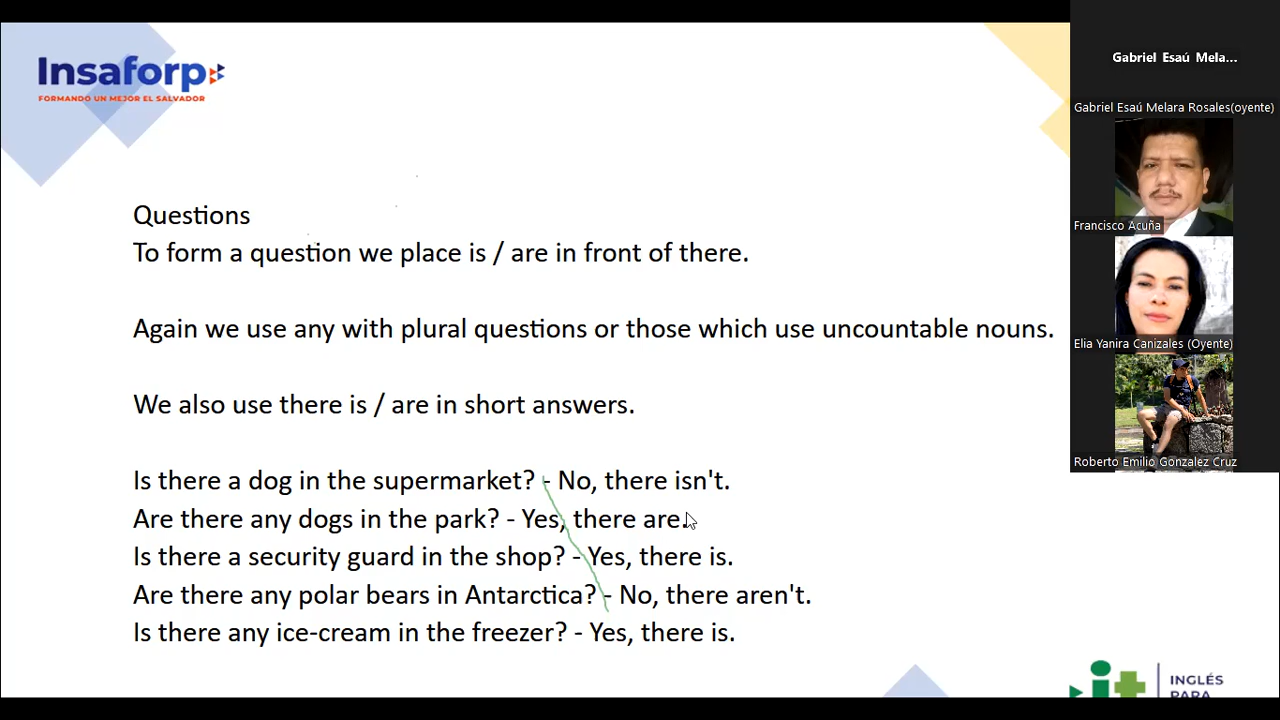 Insaforp
FORMANDO UN MEJOR EL SALVADOR
Questions
To form a question we place is / are in front of there.
Again we use any with plural questions or those which use uncountable nouns.
We also use there is / are in short answers.
Is there a dog in the supermarket? - No, there isn't.
Are there any dogs in the park? - Yes, there are.
Is there a security guard in the shop? - Yes, there is.
Are there any polar bears in Antarctica? - No, there aren't.
Is there any ice-cream in the freezer? - Yes, there is.
Gabriel Esaú Mela...
Gabriel Esaú Melara Rosales(oyente)
Francisco Acuña
Elia Yanira Canizales (Oyente)
Roberto Emilio Gonzalez Cruz
it
INGLÉS
PARA